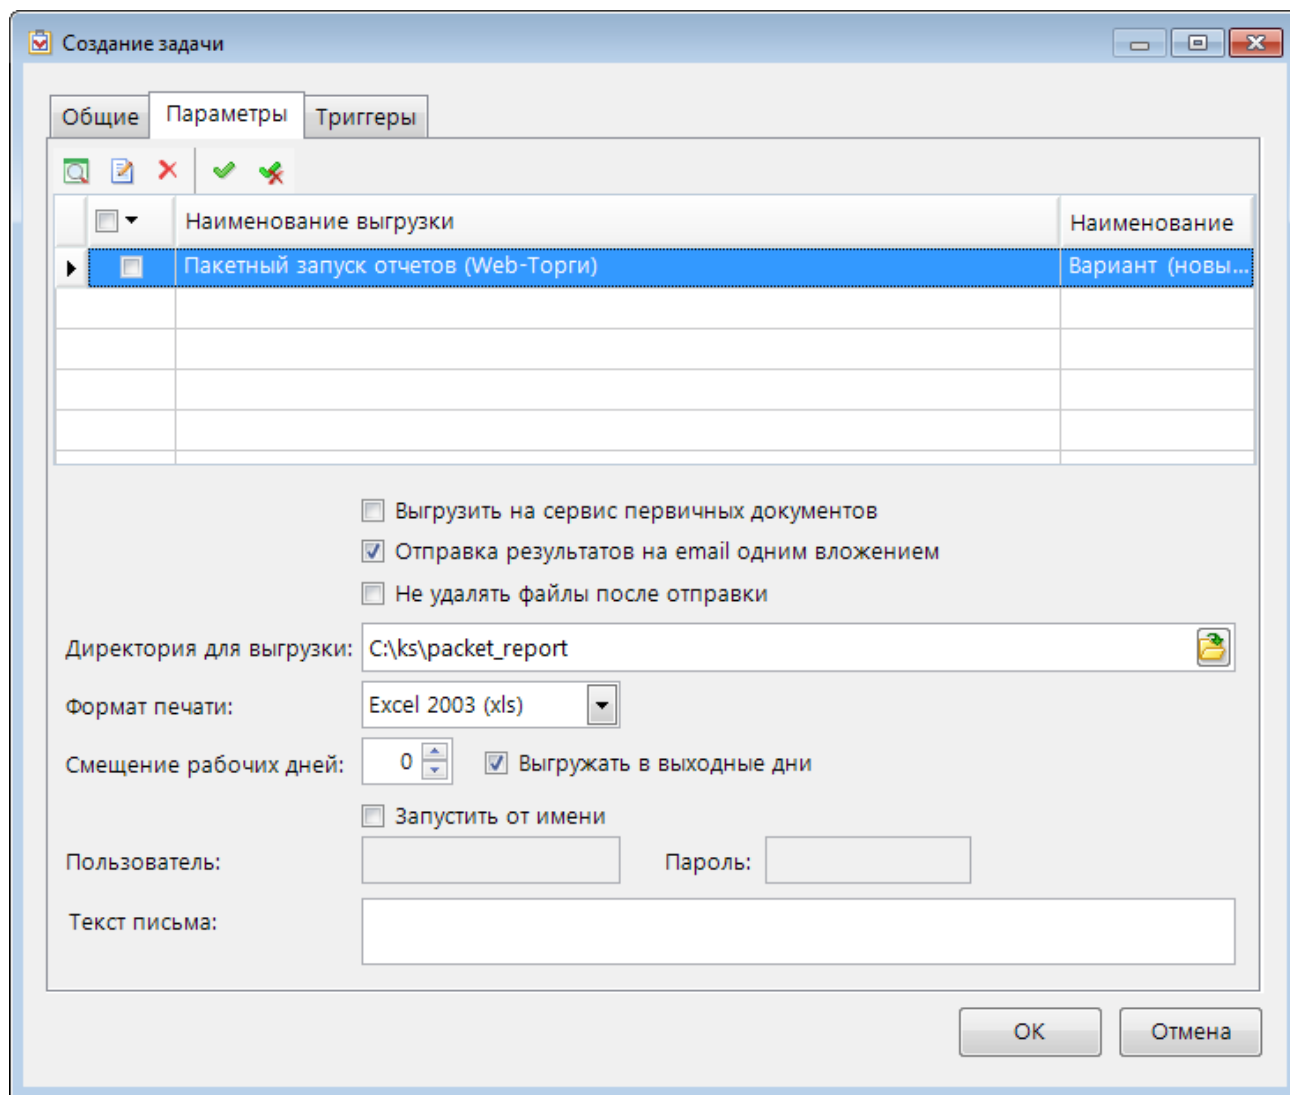 Создание задачи
Общие Параметры Триггеры
Наименование выгрузки Наименование
Пакетный запуск отчетов (Web-Торги) Вариант (новы...
Выгрузить на сервис первичных документов
Отправка результатов на email одним вложением
Не удалять файлы после отправки
Директория для выгрузки: C:\ks\packet_report
Формат печати: Excel 2003 (xls)
Смещение рабочих дней: 0 Выгружать в выходные дни
Запустить от имени
Пользователь: Пароль:
Текст письма:
ОК Отмена